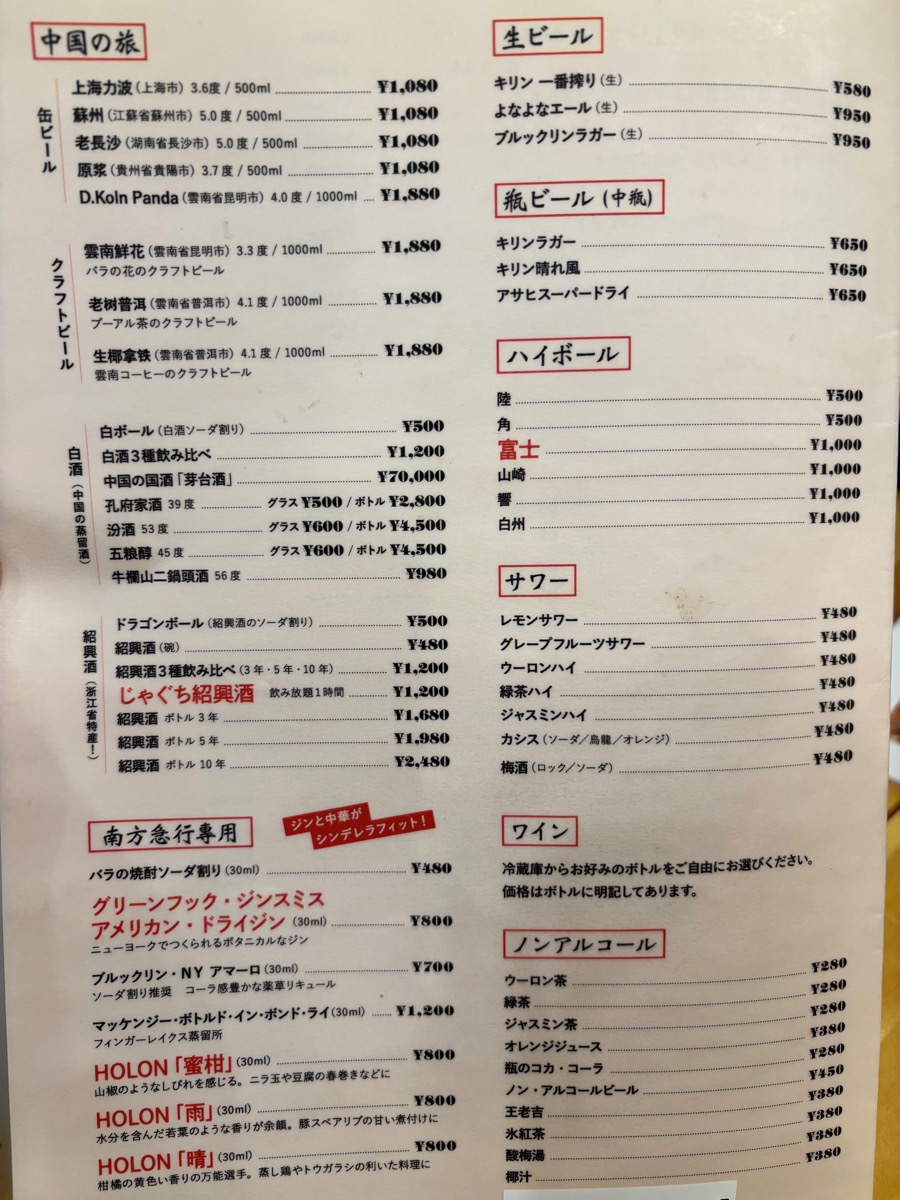 中国の旅
缶ビール
上海力波（上海市）3.6度 / 500ml ¥1,080
蘇州（江蘇省蘇州市）5.0度 / 500ml ¥1,080
老長沙（湖南省長沙市）5.0度 / 500ml ¥1,080
原浆（貴州省貴陽市）3.7度 / 500ml ¥1,080
D.Koln Panda（雲南省昆明市）4.0度 / 1000ml ¥1,880
クラフトビール
雲南鮮花（雲南省昆明市）3.3度 / 1000ml ¥1,880
バラの花のクラフトビール
老树普洱（雲南省普洱市）4.1度 / 1000ml ¥1,880
プーアル茶のクラフトビール
生椰拿铁（雲南省普洱市）4.1度 / 1000ml ¥1,880
雲南コーヒーのクラフトビール
白酒（中国の蒸留酒）
白ボール（白酒ソーダ割り） ¥500
白酒3種飲み比べ ¥1,200
中国の国酒「芽台酒」 ¥70,000
孔府家酒 39度 グラス ¥500 / ボトル ¥2,800
汾酒 53度 グラス ¥600 / ボトル ¥4,500
五粮醇 45度 グラス ¥600 / ボトル ¥4,500
牛欄山二鍋頭酒 56度 ¥980
紹興酒（浙江省特産！）
ドラゴンボール（紹興酒のソーダ割り） ¥500
紹興酒（碗） ¥480
紹興酒3種飲み比べ（3年・5年・10年） ¥1,200
じゃぐち紹興酒 飲み放題1時間 ¥1,200
紹興酒 ボトル3年 ¥1,680
紹興酒 ボトル5年 ¥1,980
紹興酒 ボトル10年 ¥2,480
南方急行専用
ジンと中華が
シンデレラフィット！
バラの焼酎ソーダ割り（30ml） ¥480
グリーンフック・ジンスミス
アメリカン・ドライジン（30ml） ¥800
ニューヨークでつくられるボタニカルなジン
ブルックリン・NY アマーロ（30ml） ¥700
ソーダ割り推奨　コーラ感豊かな薬草リキュール
マッケンジー・ボトルド・イン・ボンド・ライ（30ml） ¥1,200
フィンガーレイクス蒸留所
HOLON「蜜柑」（30ml） ¥800
山椒のようなしびれを感じる。ニラ玉や豆腐の春巻きなどに
HOLON「雨」（30ml） ¥800
水分を含んだ若葉のような香りが余韻。豚スペアリブの甘い煮付けに
HOLON「晴」（30ml） ¥800
柑橘の黄色い香りの万能選手。蒸し鶏やトウガラシの利いた料理に
生ビール
キリン 一番搾り（生） ¥580
よなよなエール（生） ¥950
ブルックリンラガー（生） ¥950
瓶ビール（中瓶）
キリンラガー ¥650
キリン晴れ風 ¥650
アサヒスーパードライ ¥650
ハイボール
陸 ¥500
角 ¥500
富士 ¥1,000
山崎 ¥1,000
響 ¥1,000
白州 ¥1,000
サワー
レモンサワー ¥480
グレープフルーツサワー ¥480
ウーロンハイ ¥480
緑茶ハイ ¥480
ジャスミンハイ ¥480
カシス（ソーダ／烏龍／オレンジ） ¥480
梅酒（ロック／ソーダ） ¥480
ワイン
冷蔵庫からお好みのボトルをご自由にお選びください。
価格はボトルに明記してあります。
ノンアルコール
ウーロン茶 ¥280
緑茶 ¥280
ジャスミン茶 ¥280
オレンジジュース ¥380
瓶のコカ・コーラ ¥280
ノン・アルコールビール ¥450
王老吉 ¥380
氷紅茶 ¥380
酸梅湯 ¥380
椰汁 ¥380